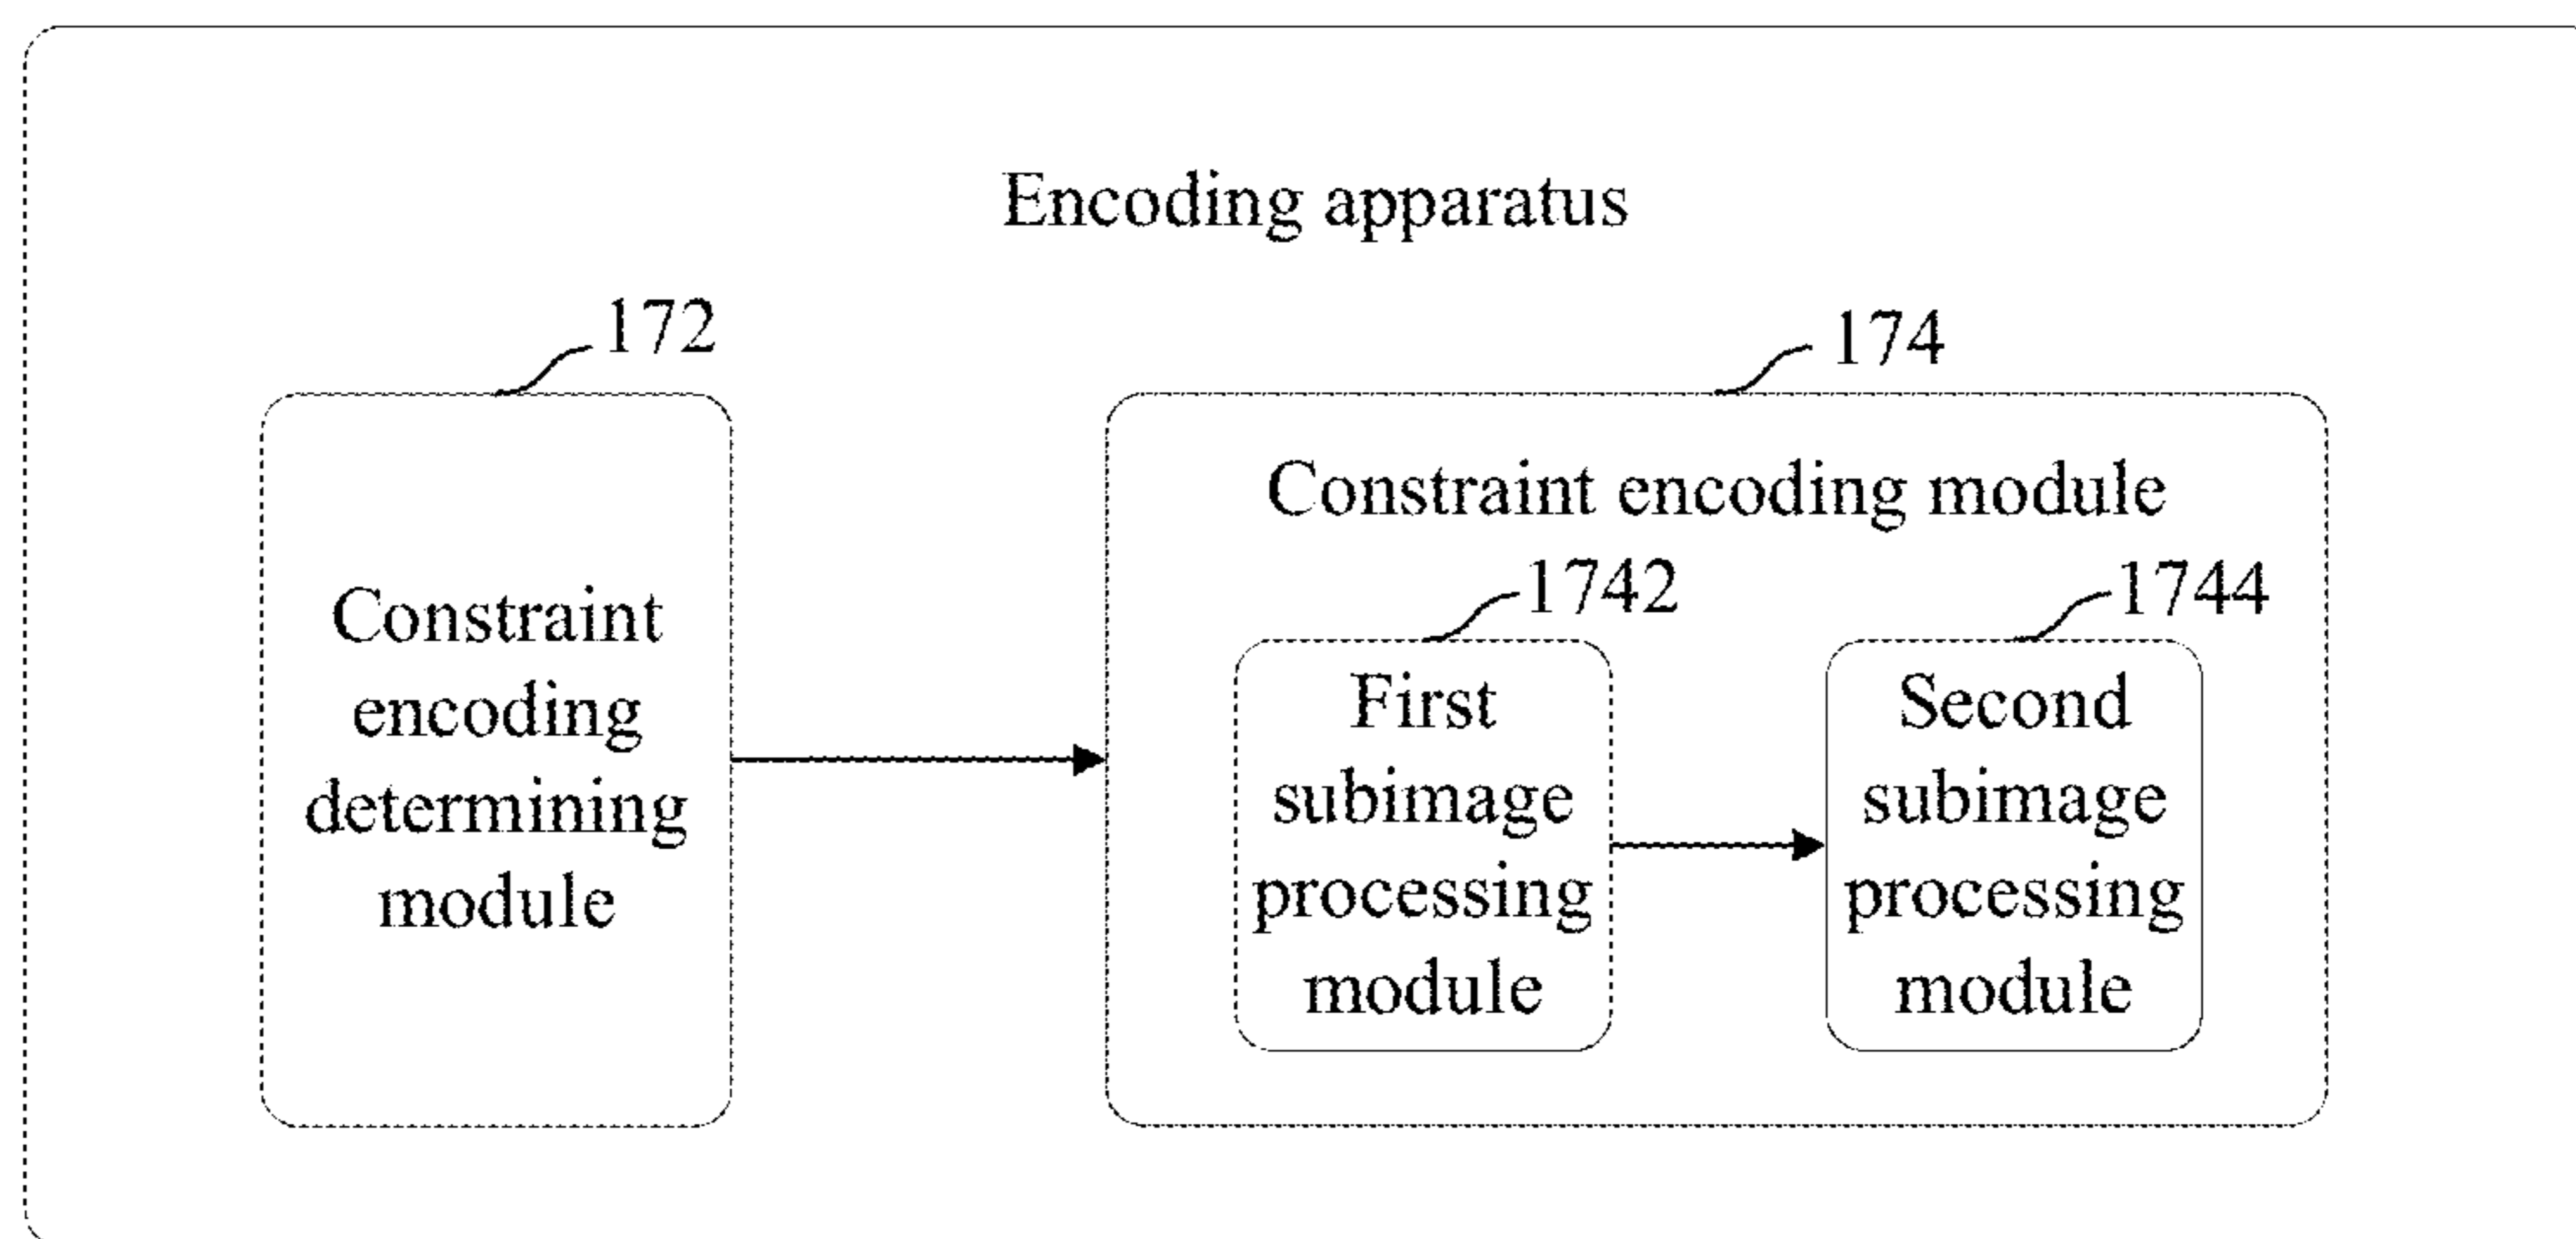 Encoding apparatus
172
174
Constraint
encoding
determining
module
Constraint encoding module
1742
1744
First
subimage
processing
module
Second
subimage
processing
module